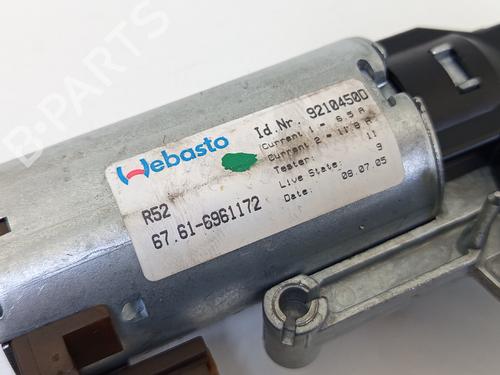 Webasto
R52
67.61-6961172
Id.Nr. 9210450D
Current 1 - 6.5 A
Current 2 - 11.8 A
Tester: 11
Live State: 9
Date: 08.07.05
B-PARTS